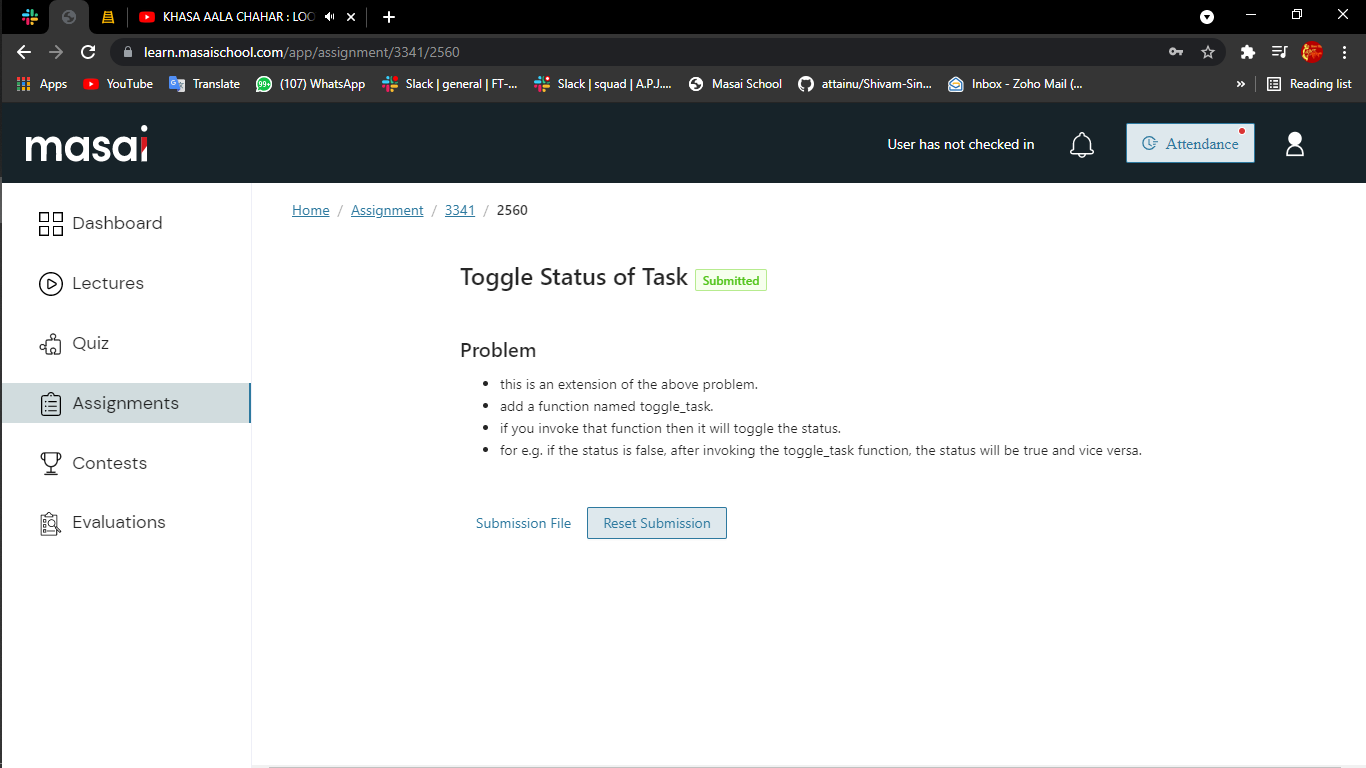 KHASA AALA CHAHAR : LOO
learn.masaischool.com/app/assignment/3341/2560
Apps YouTube Translate 99+ (107) WhatsApp Slack | general | FT-... Slack | squad | A.P.J.... Masai School attainu/Shivam-Sin... Inbox - Zoho Mail (... » Reading list
masai User has not checked in Attendance
Dashboard
Lectures
Quiz
Assignments
Contests
Evaluations
Home / Assignment / 3341 / 2560
Toggle Status of Task Submitted
Problem
• this is an extension of the above problem.
• add a function named toggle_task.
• if you invoke that function then it will toggle the status.
• for e.g. if the status is false, after invoking the toggle_task function, the status will be true and vice versa.
Submission File Reset Submission